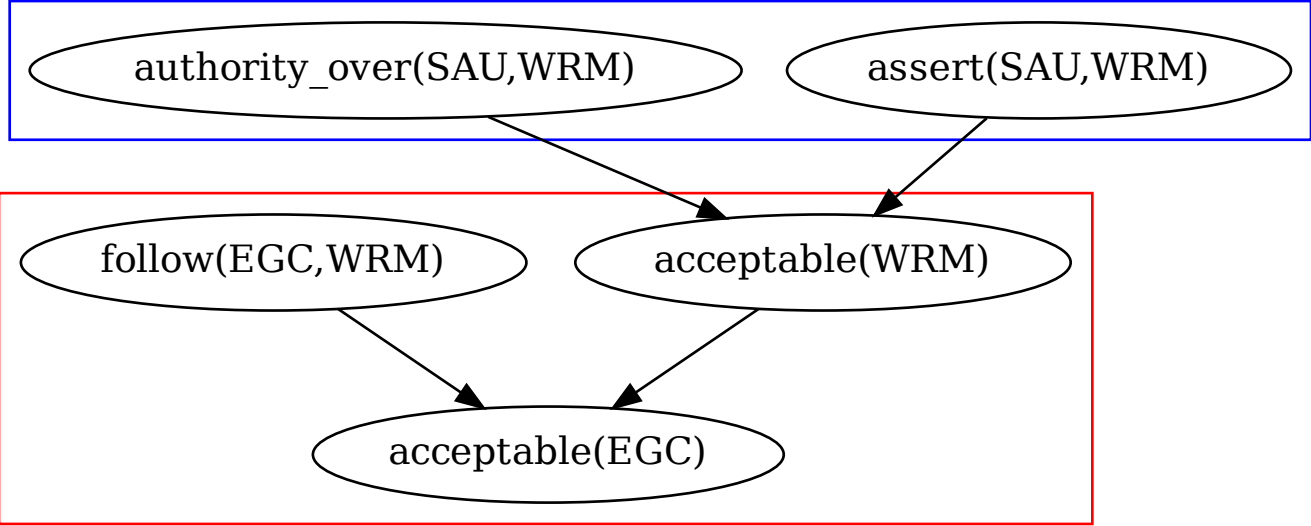 authority_over(SAU,WRM)
assert(SAU,WRM)
follow(EGC,WRM)
acceptable(WRM)
acceptable(EGC)